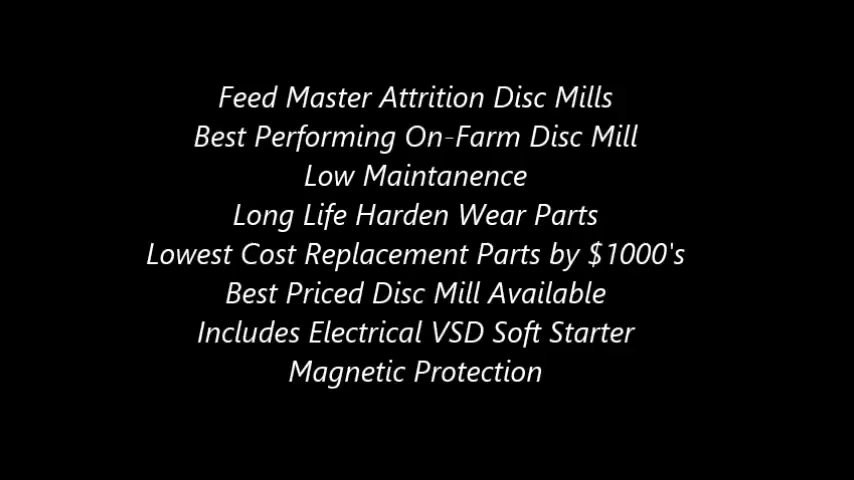 Feed Master Attrition Disc Mills
Best Performing On-Farm Disc Mill
Low Maintanence
Long Life Harden Wear Parts
Lowest Cost Replacement Parts by $1000's
Best Priced Disc Mill Available
Includes Electrical VSD Soft Starter
Magnetic Protection